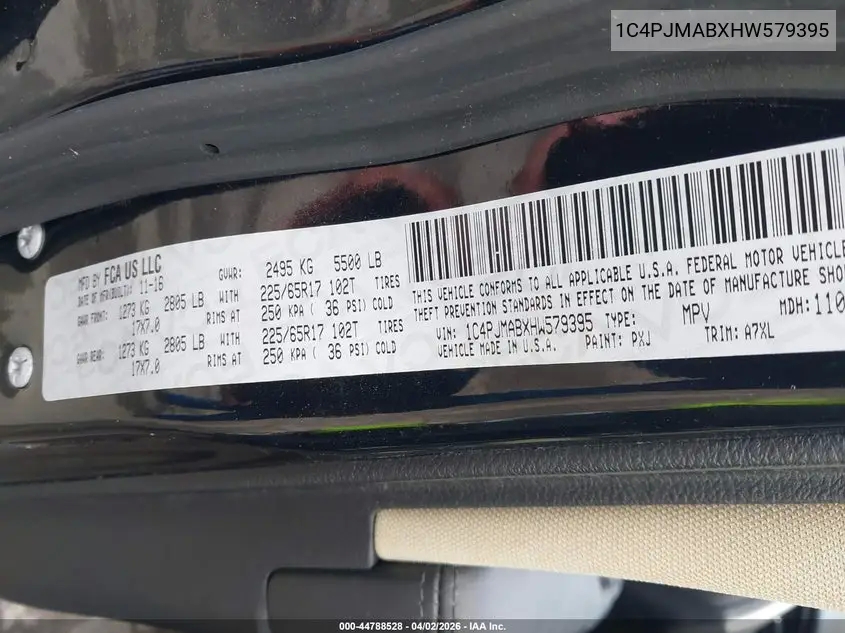 1C4PJMABXHW579395
MFD BY FCA US LLC
DATE OF MFR(BUILT): 11-16
GVWR: 2495 KG 5500 LB
GAWR FRONT: 1273 KG 2805 LB WITH 225/65R17 102T TIRES
17X7.0 RIMS AT 250 KPA ( 36 PSI) COLD
GAWR REAR: 1273 KG 2805 LB WITH 225/65R17 102T TIRES
17X7.0 RIMS AT 250 KPA ( 36 PSI) COLD
THIS VEHICLE CONFORMS TO ALL APPLICABLE U.S.A. FEDERAL MOTOR VEHICLE
THEFT PREVENTION STANDARDS IN EFFECT ON THE DATE OF MANUFACTURE SHO
VIN: 1C4PJMABXHW579395 TYPE: MPV MDH: 110
VEHICLE MADE IN U.S.A. PAINT: PXJ TRIM: A7XL
000-44788528 - 04/02/2026 - IAA Inc.